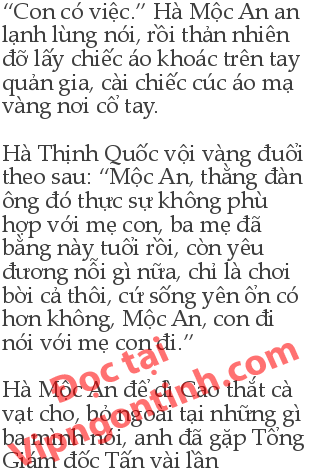 “Con có việc.” Hà Mộc An an
lạnh lùng nói, rồi thản nhiên
đỡ lấy chiếc áo khoác trên tay
quản gia, cài chiếc cúc áo mạ
vàng nơi cổ tay.
Hà Thịnh Quốc vội vàng đuổi
theo sau: “Mộc An, thằng đàn
ông đó thực sự không phù
hợp với mẹ con, ba mẹ đã
bằng này tuổi rồi, còn yêu
đương nỗi gì nữa, chỉ là chơi
bời cả thôi, cứ sống yên ổn có
hơn không, Mộc An, con đi
nói với mẹ con đi.”
Hà Mộc An để dì Cao thắt cà
vạt cho, bỏ ngoài tại những gì
ba mình nói, anh đã gặp Tổng
Giám đốc Tấn vài lần
Đọc tại
Vipngontinh.com